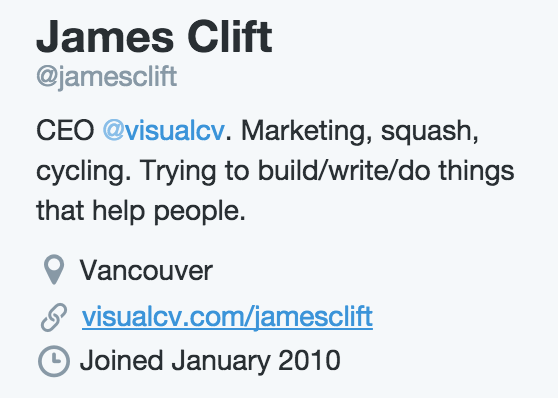 James Clift
@jamesclift
CEO @visualcv. Marketing, squash,
cycling. Trying to build/write/do things
that help people.
Vancouver
visualcv.com/jamesclift
Joined January 2010